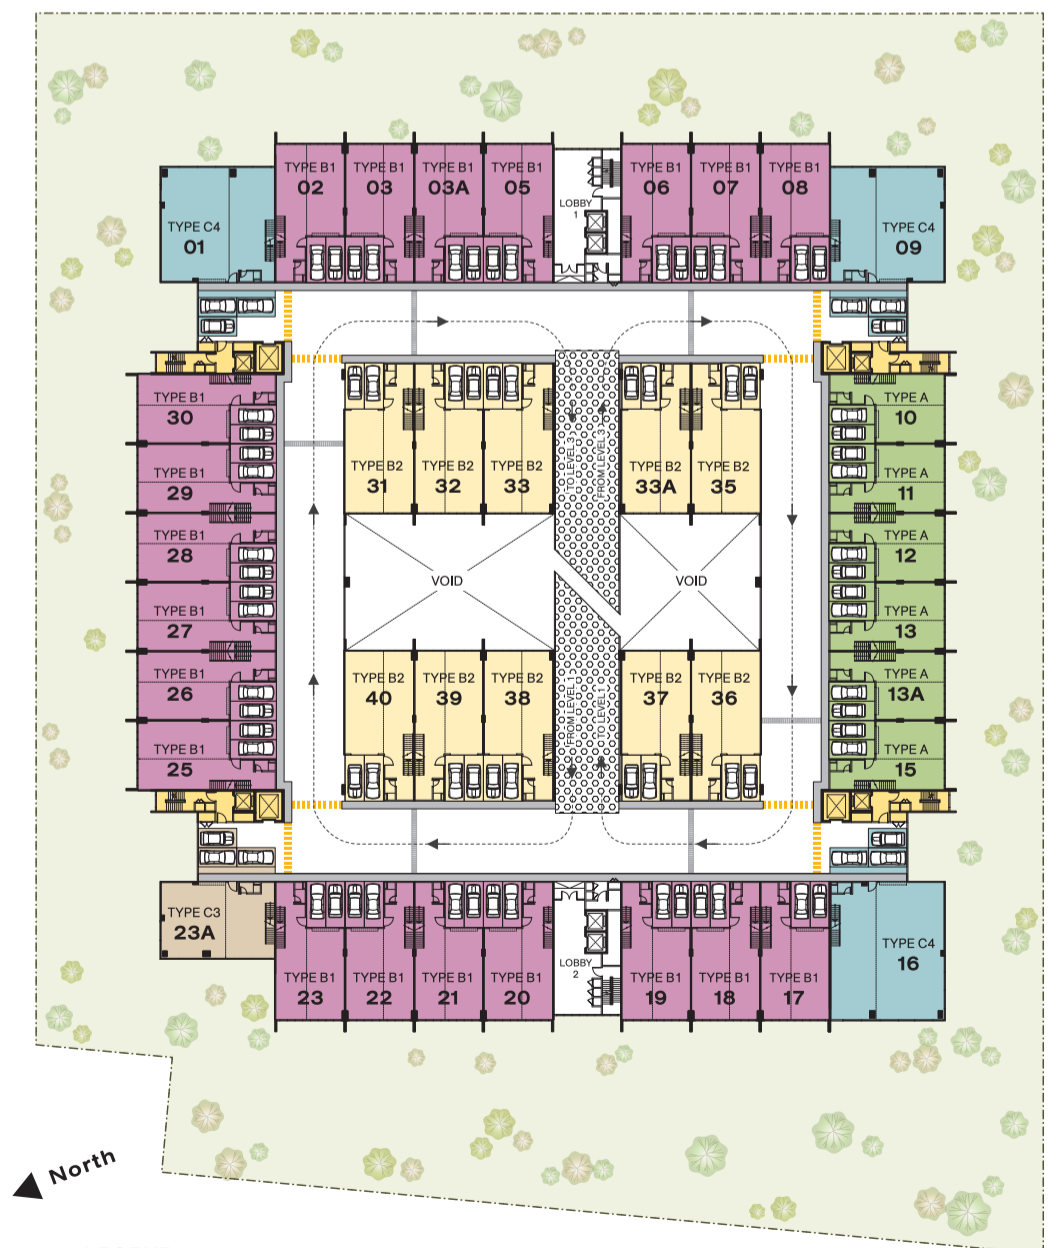 TYPE B1
02
TYPE B1
03
TYPE B1
03A
TYPE B1
05
LOBBY
1
TYPE B1
06
TYPE B1
07
TYPE B1
08
TYPE C4
01
TYPE C4
09
TYPE B1
30
TYPE B1
29
TYPE B1
28
TYPE B1
27
TYPE B1
26
TYPE B1
25
TYPE B2
31
TYPE B2
32
TYPE B2
33
TO LEVEL 3
FROM LEVEL 3
TYPE B2
33A
TYPE B2
35
TYPE A
10
TYPE A
11
TYPE A
12
TYPE A
13
TYPE A
13A
TYPE A
15
VOID
VOID
TYPE B2
40
TYPE B2
39
TYPE B2
38
FROM LEVEL 1
TO LEVEL 1
TYPE B2
37
TYPE B2
36
TYPE C3
23A
TYPE B1
23
TYPE B1
22
TYPE B1
21
TYPE B1
20
LOBBY
2
TYPE B1
19
TYPE B1
18
TYPE B1
17
TYPE C4
16
North